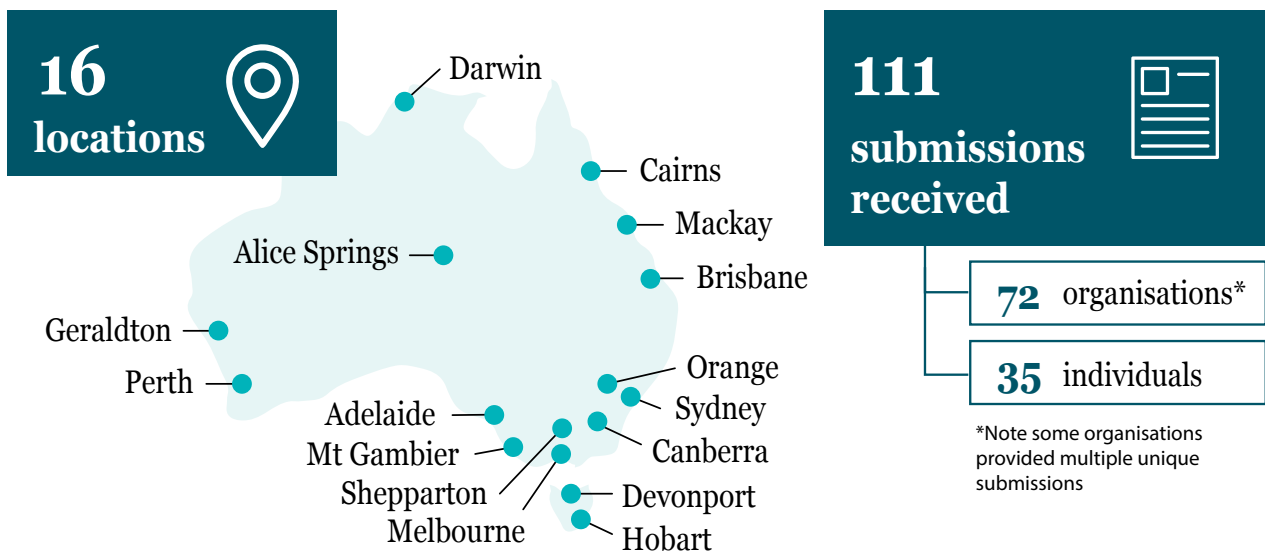 16
locations
Darwin
Cairns
Mackay
Alice Springs
Brisbane
Geraldton
Perth
Orange
Adelaide
Sydney
Mt Gambier
Canberra
Shepparton
Devonport
Melbourne
Hobart
111
submissions
received
72 organisations*
35 individuals
*Note some organisations
provided multiple unique
submissions